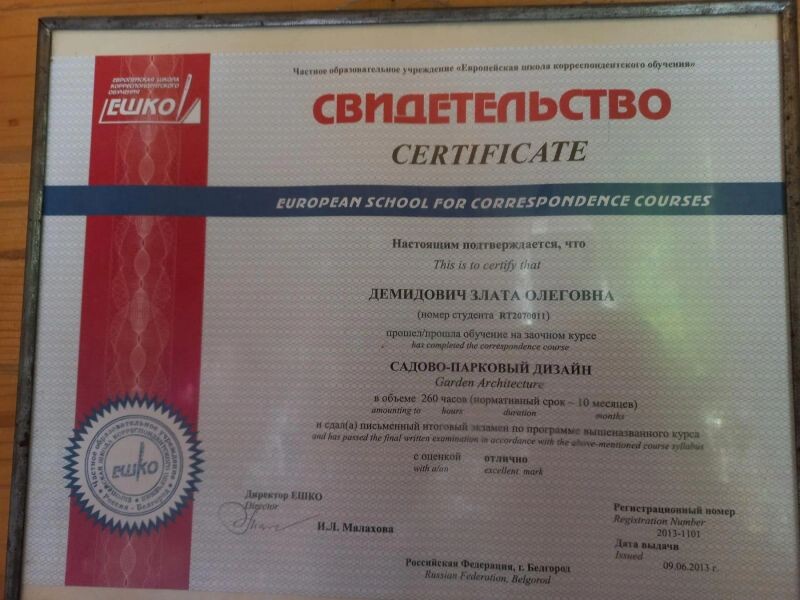 Частное образовательное учреждение «Европейская школа корреспондентского обучения»
ЕВРОПЕЙСКАЯ ШКОЛА
КОРРЕСПОНДЕНТСКОГО
ОБУЧЕНИЯ
ЕШКО
СВИДЕТЕЛЬСТВО
CERTIFICATE
EUROPEAN SCHOOL FOR CORRESPONDENCE COURSES
Настоящим подтверждается, что
This is to certify that
ДЕМИДОВИЧ ЗЛАТА ОЛЕГОВНА
(номер студента RT2070011)
прошел/прошла обучение на заочном курсе
has completed the correspondence course
САДОВО-ПАРКОВЫЙ ДИЗАЙН
Garden Architecture
в объеме 260 часов (нормативный срок ~ 10 месяцев)
amounting to hours duration months
и сдал(а) письменный итоговый экзамен по программе вышеназванного курса
and has passed the final written examination in accordance with the above-mentioned course syllabus
с оценкой отлично
with a/an excellent mark
Частное образовательное учреждение
ЕШКО
Россия - Белгород
Директор ЕШКО
Director
И.Л. Малахова
Регистрационный номер
Registration Number
2013-1101
Дата выдачи
Issued
09.06.2013 г.
Российская Федерация, г. Белгород
Russian Federation, Belgorod